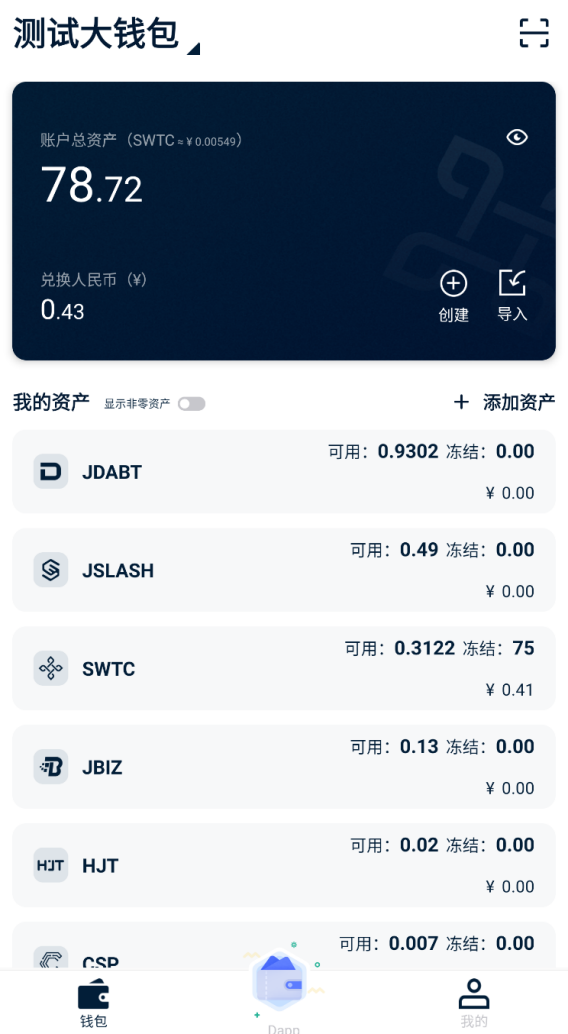 测试大钱包
账户总资产（SWTC ≈ ¥ 0.00549）
78.72
兑换人民币（¥）
0.43
创建 导入
我的资产 显示非零资产 + 添加资产
可用：0.9302 冻结：0.00
JDABT
¥ 0.00
可用：0.49 冻结：0.00
JSLASH
¥ 0.00
可用：0.3122 冻结：75
SWTC
¥ 0.41
可用：0.13 冻结：0.00
JBIZ
¥ 0.00
可用：0.02 冻结：0.00
HJT HJT
¥ 0.00
可用：0.007 冻结：0.00
CSP
钱包 Dapp 我的